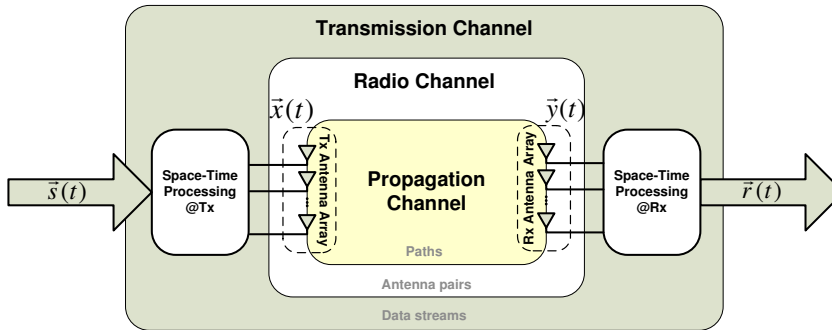 Transmission Channel
Radio Channel
x⃗(t)
y⃗(t)
Tx Antenna Array
Rx Antenna Array
Space-Time
Processing
@Tx
Propagation
Channel
Space-Time
Processing
@Rx
s⃗(t)
r⃗(t)
Paths
Antenna pairs
Data streams